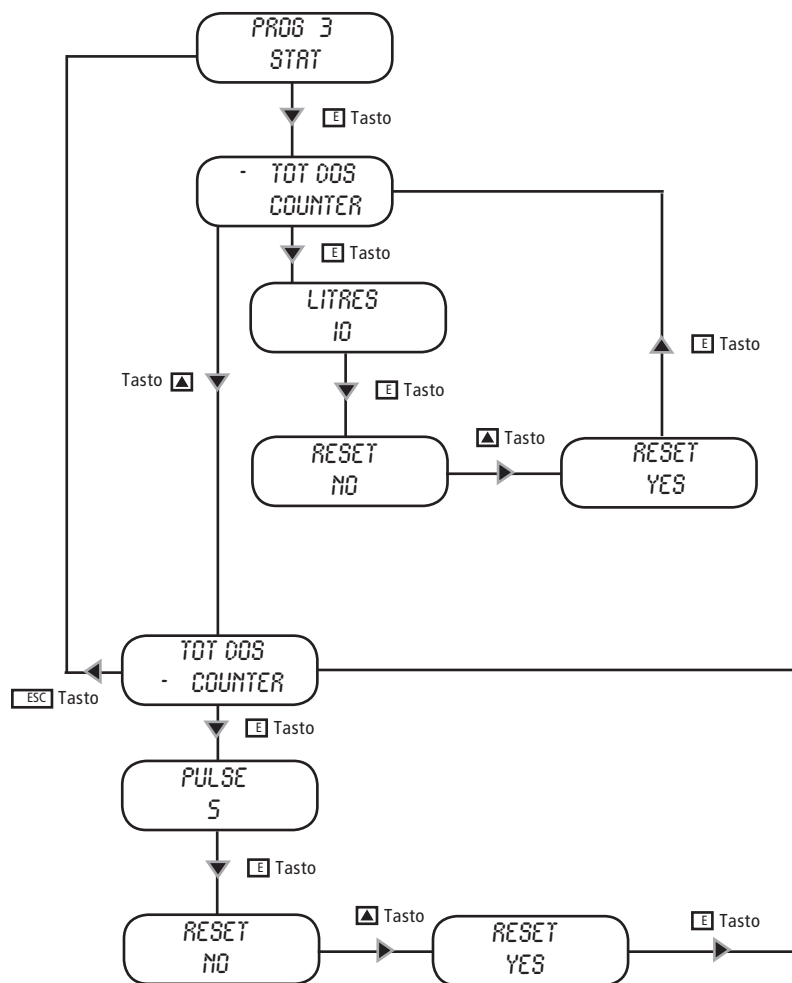 PROG 3
STAT
E Tasto
- TOT DOS
COUNTER
E Tasto
LITRES
10
Tasto
E Tasto
E Tasto
RESET
NO
Tasto
RESET
YES
TOT DOS
- COUNTER
ESC Tasto
E Tasto
PULSE
5
E Tasto
RESET
NO
Tasto
RESET
YES
E Tasto